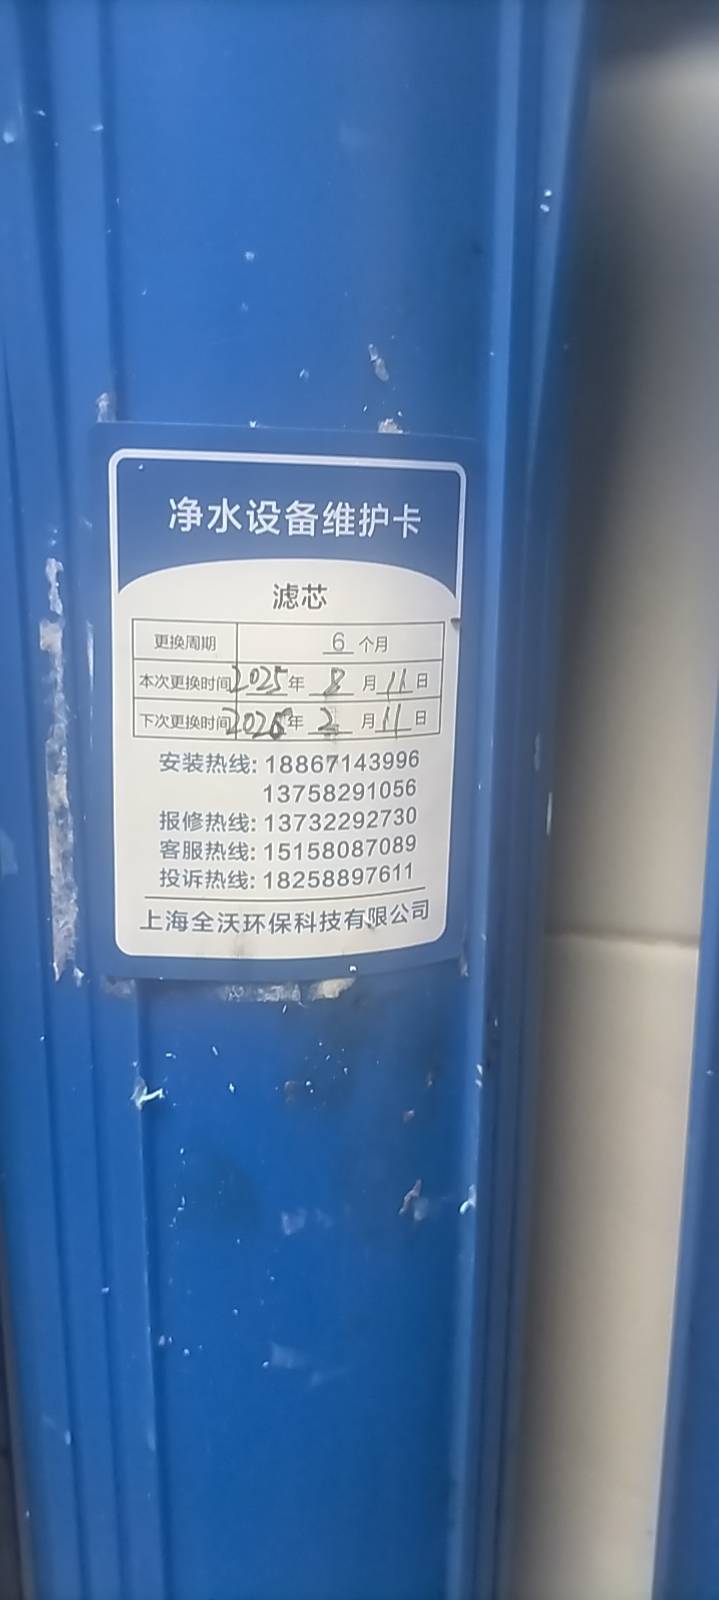 净水设备维护卡
滤芯
更换周期 6 个月
本次更换时间 2025 年 8 月 11 日
下次更换时间 2026 年 2 月 11 日
安装热线: 18867143996
13758291056
报修热线: 13732292730
客服热线: 15158087089
投诉热线: 18258897611
上海全沃环保科技有限公司